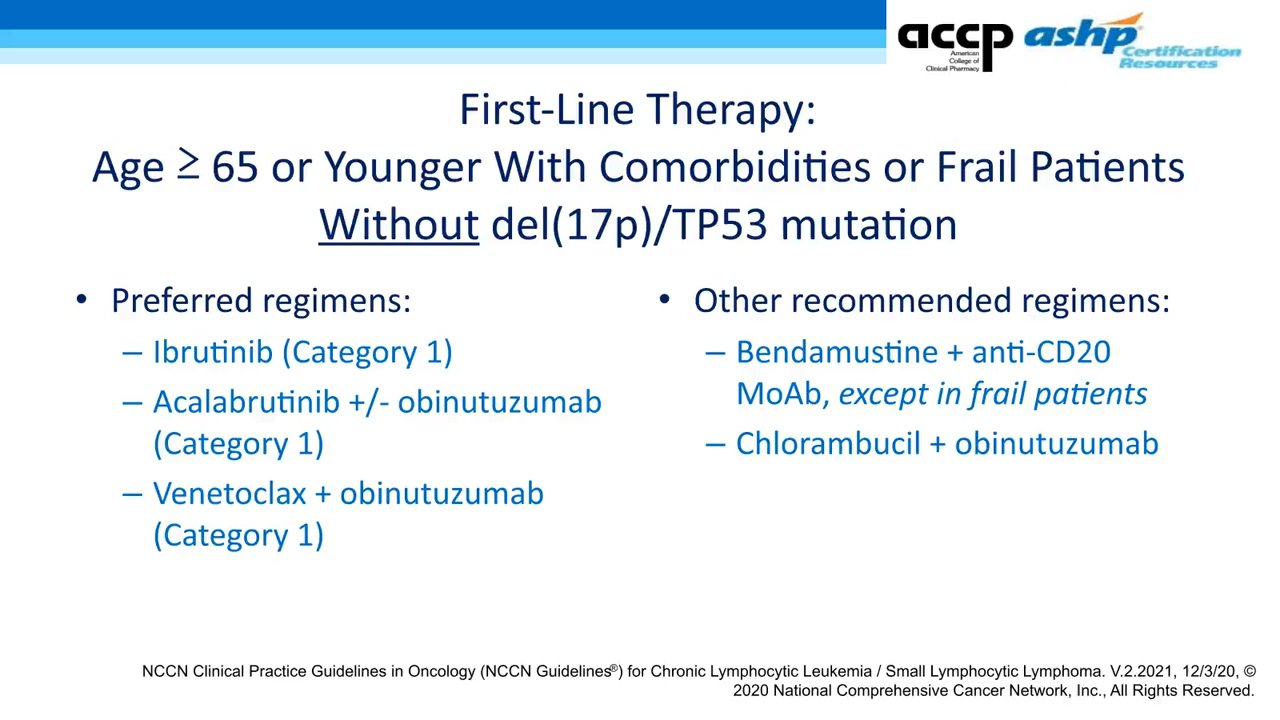 accp
American
College of
Clinical Pharmacy
ashp
Certification
Resources
First-Line Therapy:
Age ≥ 65 or Younger With Comorbidities or Frail Patients
Without del(17p)/TP53 mutation
• Preferred regimens:
– Ibrutinib (Category 1)
– Acalabrutinib +/- obinutuzumab
(Category 1)
– Venetoclax + obinutuzumab
(Category 1)
• Other recommended regimens:
– Bendamustine + anti-CD20
MoAb, except in frail patients
– Chlorambucil + obinutuzumab
NCCN Clinical Practice Guidelines in Oncology (NCCN Guidelines®) for Chronic Lymphocytic Leukemia / Small Lymphocytic Lymphoma. V.2.2021, 12/3/20, ©
2020 National Comprehensive Cancer Network, Inc., All Rights Reserved.